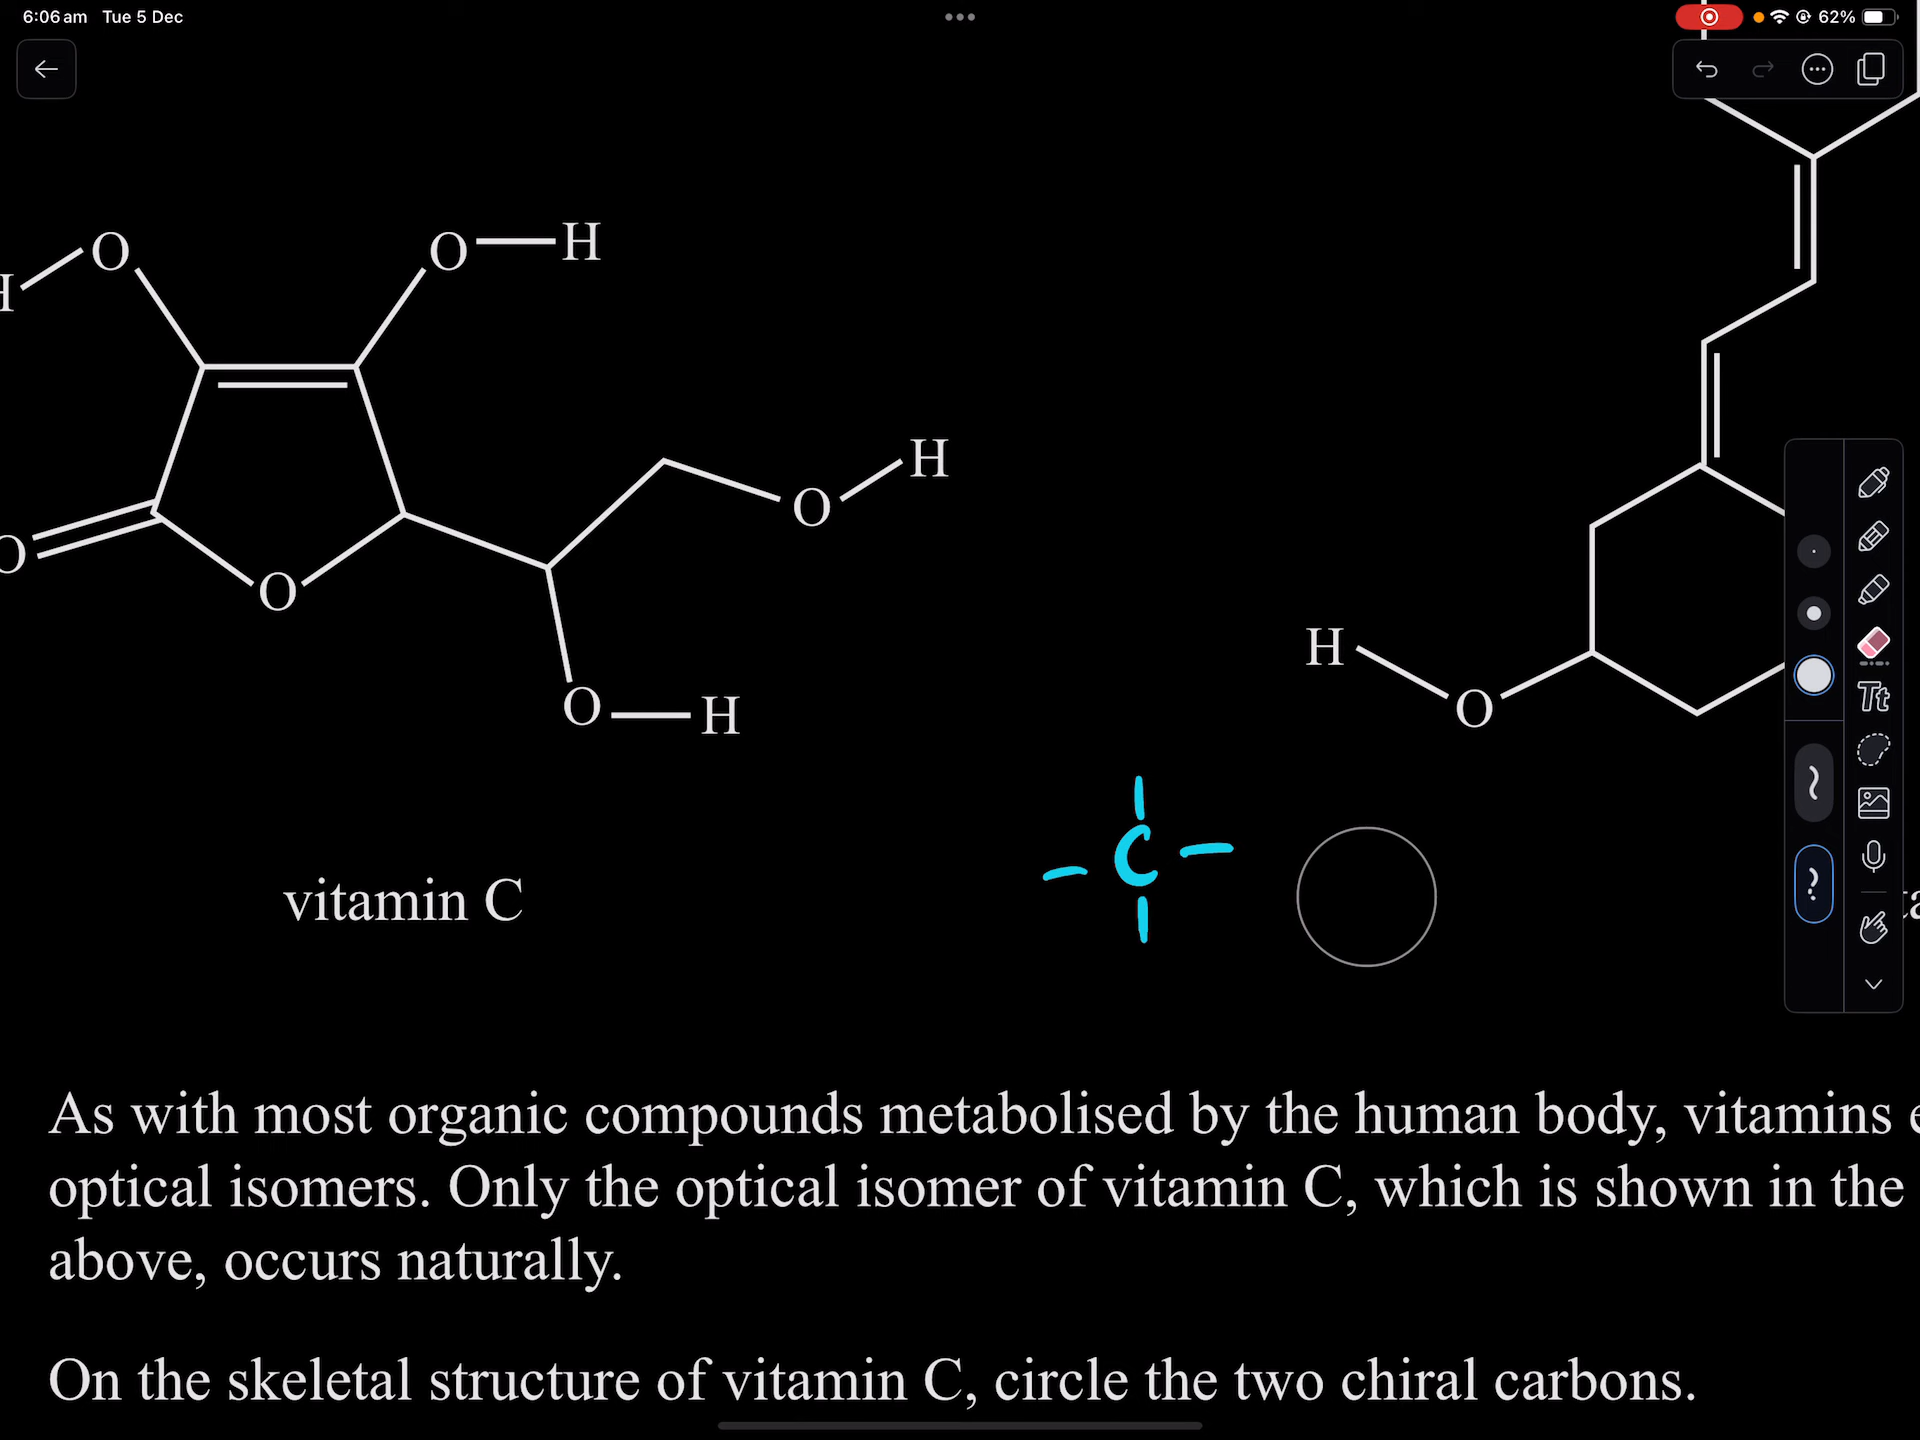 6:06 am Tue 5 Dec
62%
O
O—H
H
H
O
O
O
H
O
O—H
O
C
vitamin C
Tt
As with most organic compounds metabolised by the human body, vitamins
optical isomers. Only the optical isomer of vitamin C, which is shown in the
above, occurs naturally.
On the skeletal structure of vitamin C, circle the two chiral carbons.